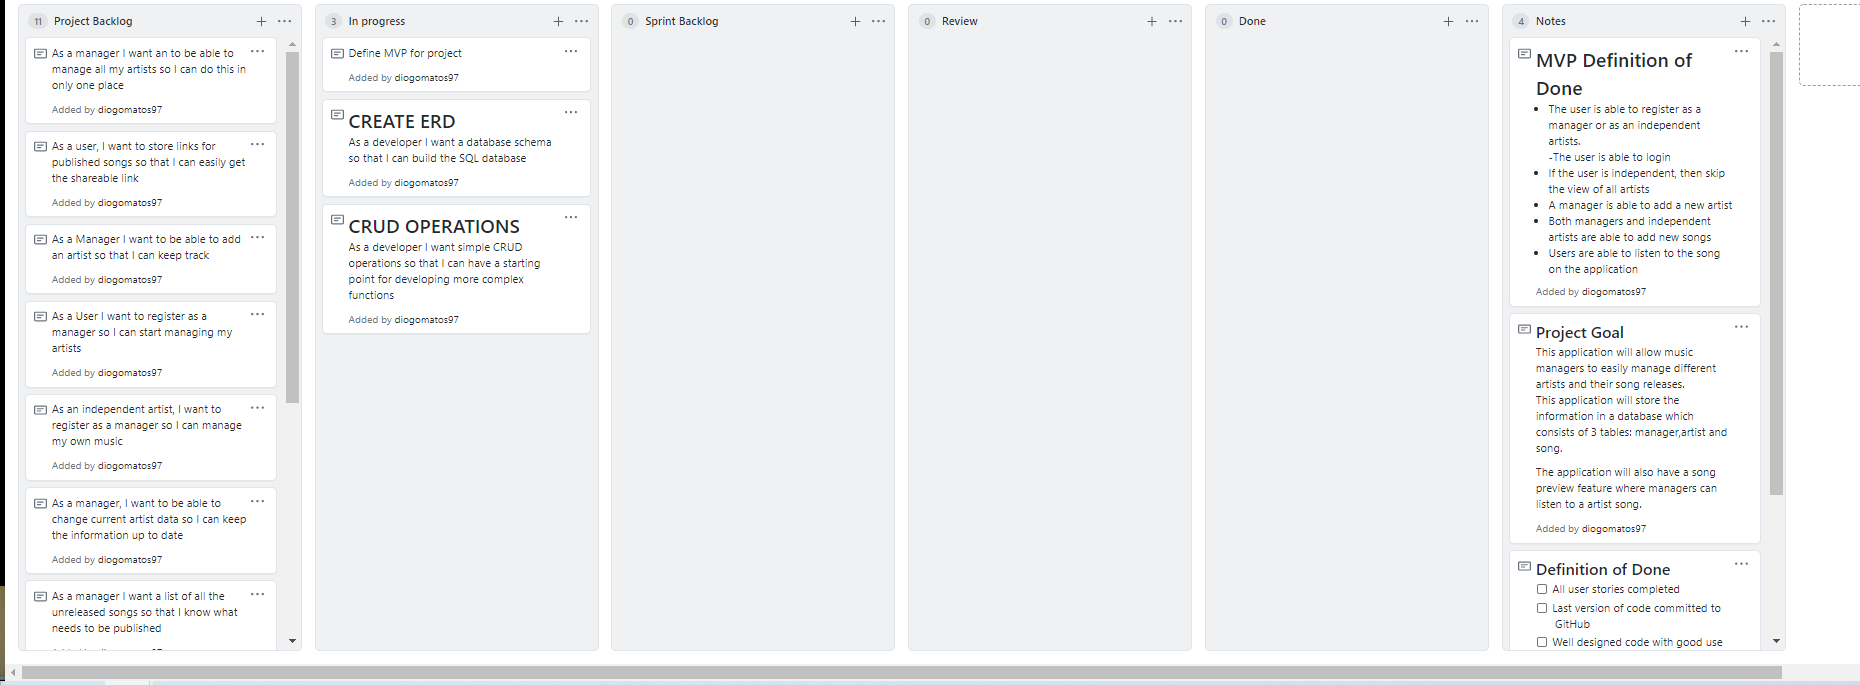 11 Project Backlog
As a manager I want an to be able to
manage all my artists so I can do this in
only one place
Added by diogomatos97
As a user, I want to store links for
published songs so that I can easily get
the shareable link
Added by diogomatos97
As a Manager I want to be able to add
an artist so that I can keep track
Added by diogomatos97
As a User I want to register as a
manager so I can start managing my
artists
Added by diogomatos97
As an independent artist, I want to
register as a manager so I can manage
my own music
Added by diogomatos97
As a manager, I want to be able to
change current artist data so I can keep
the information up to date
Added by diogomatos97
As a manager I want a list of all the
unreleased songs so that I know what
needs to be published
3 In progress
Define MVP for project
Added by diogomatos97
CREATE ERD
As a developer I want a database schema
so that I can build the SQL database
Added by diogomatos97
CRUD OPERATIONS
As a developer I want simple CRUD
operations so that I can have a starting
point for developing more complex
functions
Added by diogomatos97
0 Sprint Backlog
0 Review
0 Done
4 Notes
MVP Definition of
Done
The user is able to register as a
manager or as an independent
artists.
-The user is able to login
If the user is independent, then skip
the view of all artists
A manager is able to add a new artist
Both managers and independent
artists are able to add new songs
Users are able to listen to the song
on the application
Added by diogomatos97
Project Goal
This application will allow music
managers to easily manage different
artists and their song releases.
This application will store the
information in a database which
consists of 3 tables: manager,artist and
song.
The application will also have a song
preview feature where managers can
listen to a artist song.
Added by diogomatos97
Definition of Done
All user stories completed
Last version of code committed to
GitHub
Well designed code with good use